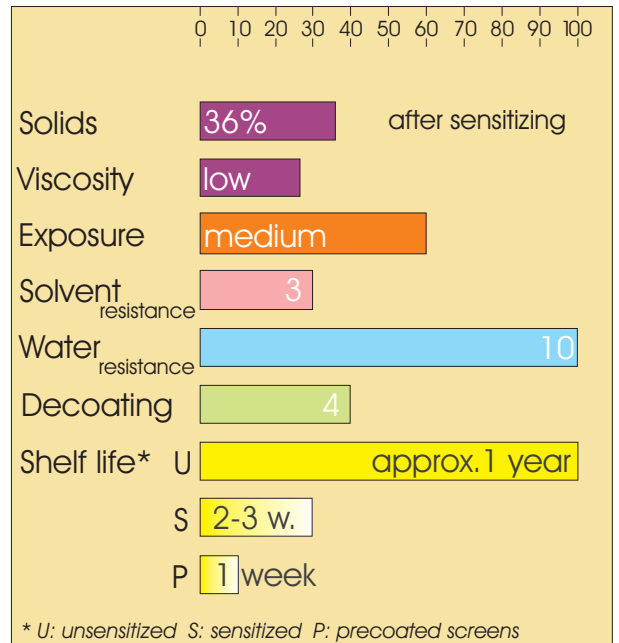 0 10 20 30 40 50 60 70 80 90 100
Solids 36% after sensitizing
Viscosity low
Exposure medium
Solvent resistance 3
Water resistance 10
Decoating 4
Shelf life* U approx.1 year
S 2-3 w.
P 1 week
* U: unsensitized S: sensitized P: precoated screens